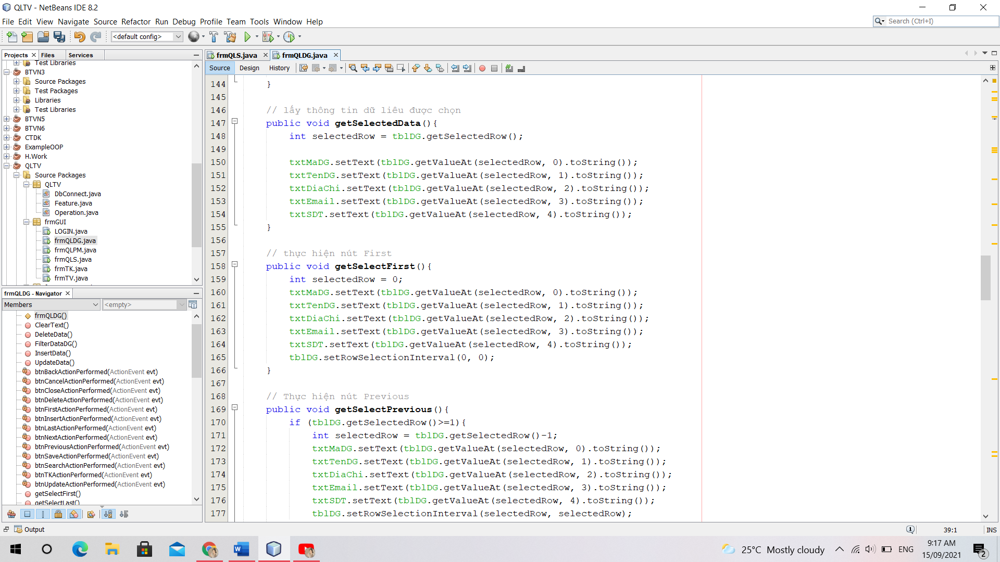 QLTV - NetBeans IDE 8.2
File Edit View Navigate Source Refactor Run Debug Profile Team Tools Window Help
Search (Ctrl+I)
<default config>
Projects Files Services
Test Libraries
BTVN3
Source Packages
Test Packages
Libraries
Test Libraries
BTVN5
BTVN6
CTDK
ExampleOOP
H.Work
QLTV
Source Packages
QLTV
DbConnect.java
Feature.java
Operation.java
frmGUI
LOGIN.java
frmQLDG.java
frmQLPM.java
frmQLS.java
frmTK.java
frmTV.java
frmQLDG - Navigator
Members <empty>
frmQLDG()
ClearText()
DeleteData()
FilterDataDG()
InsertData()
UpdateData()
btnBackActionPerformed(ActionEvent evt)
btnCancelActionPerformed(ActionEvent evt)
btnCloseActionPerformed(ActionEvent evt)
btnDeleteActionPerformed(ActionEvent evt)
btnFirstActionPerformed(ActionEvent evt)
btnInsertActionPerformed(ActionEvent evt)
btnLastActionPerformed(ActionEvent evt)
btnNextActionPerformed(ActionEvent evt)
btnPreviousActionPerformed(ActionEvent evt)
btnSaveActionPerformed(ActionEvent evt)
btnSearchActionPerformed(ActionEvent evt)
btnTKActionPerformed(ActionEvent evt)
btnUpdateActionPerformed(ActionEvent evt)
getSelectFirst()
getSelectLast()
frmQLS.java frmQLDG.java
Source Design History
144 }
145
146 // lấy thông tin dữ liêu được chọn
147 public void getSelectedData(){
148 int selectedRow = tblDG.getSelectedRow();
149
150 txtMaDG.setText(tblDG.getValueAt(selectedRow, 0).toString());
151 txtTenDG.setText(tblDG.getValueAt(selectedRow, 1).toString());
152 txtDiaChi.setText(tblDG.getValueAt(selectedRow, 2).toString());
153 txtEmail.setText(tblDG.getValueAt(selectedRow, 3).toString());
154 txtSDT.setText(tblDG.getValueAt(selectedRow, 4).toString());
155 }
156
157 // thực hiện nút First
158 public void getSelectFirst(){
159 int selectedRow = 0;
160 txtMaDG.setText(tblDG.getValueAt(selectedRow, 0).toString());
161 txtTenDG.setText(tblDG.getValueAt(selectedRow, 1).toString());
162 txtDiaChi.setText(tblDG.getValueAt(selectedRow, 2).toString());
163 txtEmail.setText(tblDG.getValueAt(selectedRow, 3).toString());
164 txtSDT.setText(tblDG.getValueAt(selectedRow, 4).toString());
165 tblDG.setRowSelectionInterval(0, 0);
166 }
167
168 // Thực hiện nút Previous
169 public void getSelectPrevious(){
170 if (tblDG.getSelectedRow()>=1){
171 int selectedRow = tblDG.getSelectedRow()-1;
172 txtMaDG.setText(tblDG.getValueAt(selectedRow, 0).toString());
173 txtTenDG.setText(tblDG.getValueAt(selectedRow, 1).toString());
174 txtDiaChi.setText(tblDG.getValueAt(selectedRow, 2).toString());
175 txtEmail.setText(tblDG.getValueAt(selectedRow, 3).toString());
176 txtSDT.setText(tblDG.getValueAt(selectedRow, 4).toString());
177 tblDG.setRowSelectionInterval(selectedRow, selectedRow);
Output
1
39:1 INS
25°C Mostly cloudy
ENG
9:17 AM
15/09/2021
2